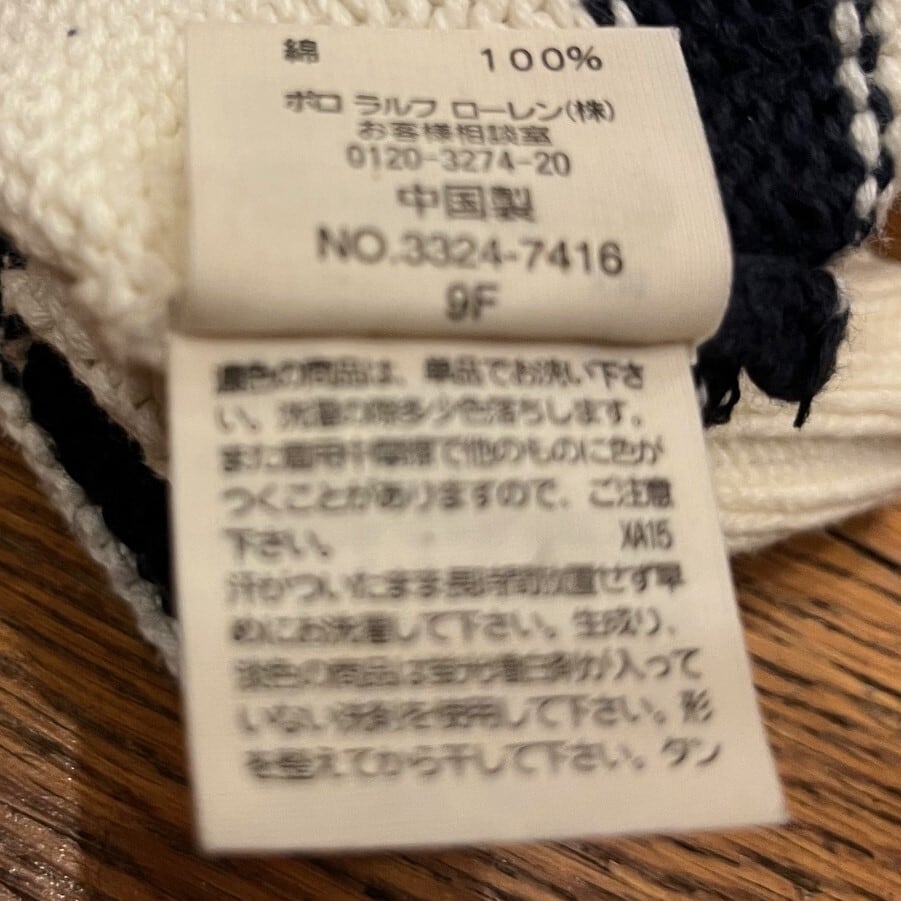 綿 100%
ポロ ラルフ ローレン(株)
お客様相談室
0120-3274-20
中国製
NO.3324-7416
9F
濃色の商品は、単品でお洗い下さ
い。洗濯の際多少色落ちします。
また着用中摩擦で他のものに色が
つくことがありますので、ご注意
下さい。 XA15
汗がついたまま長時間放置せず早
めにお洗濯して下さい。生成り、
淡色の商品は蛍光増白剤が入って
いない洗剤を使用して下さい。形
を整えてから干して下さい。タン